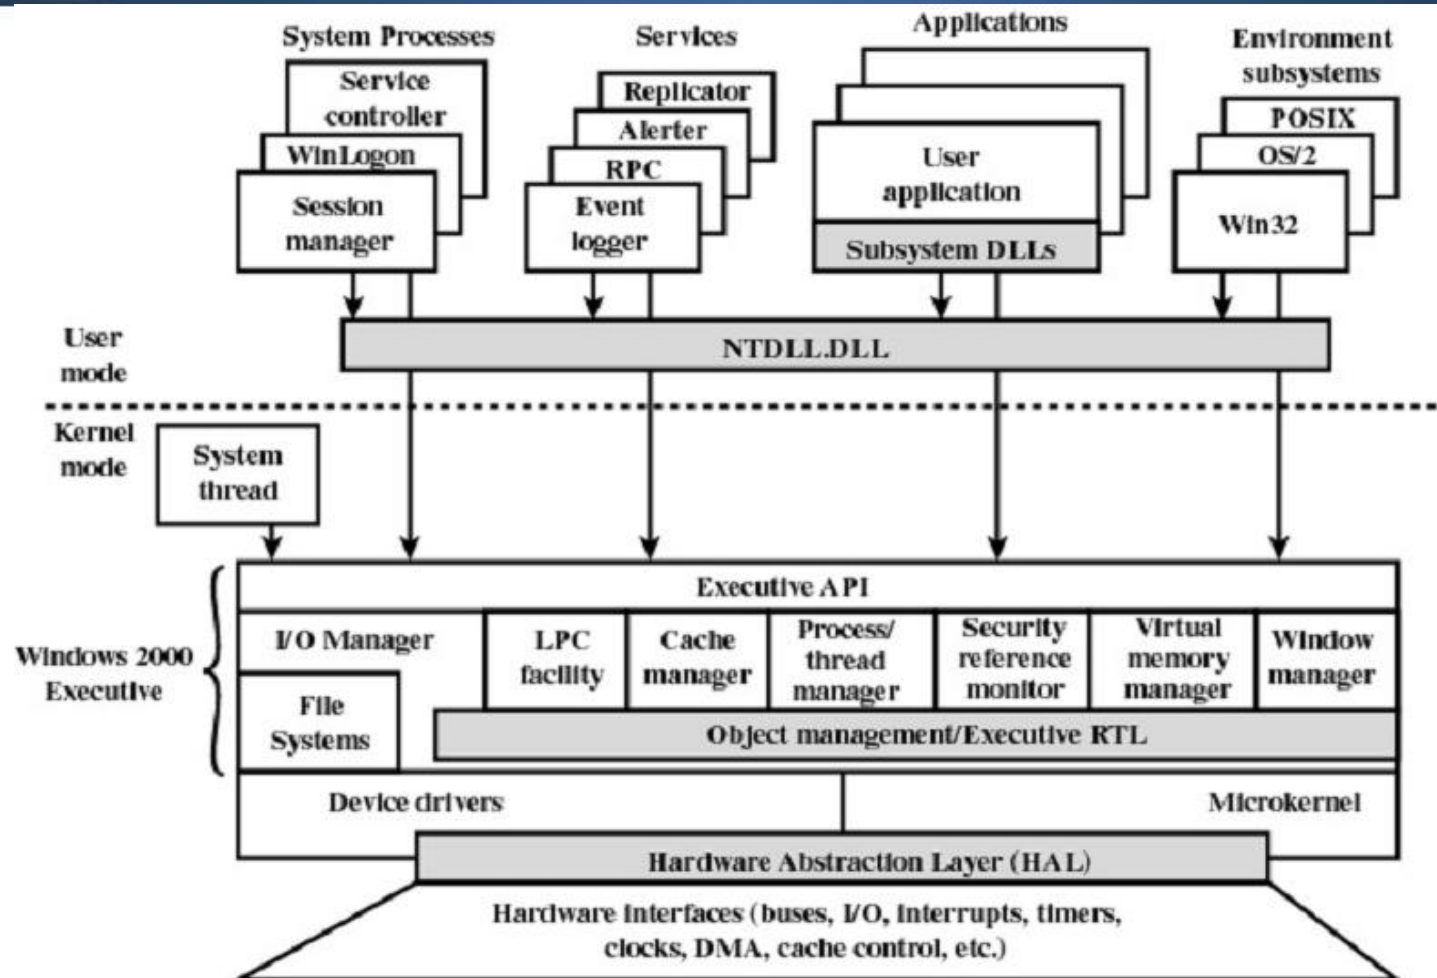 System Processes
Services
Applications
Environment
subsystems
Service
controller
WinLogon
Session
manager
Replicator
Alerter
RPC
Event
logger
User
application
Subsystem DLLs
POSIX
OS/2
Win32
User
mode
NTDLL.DLL
Kernel
mode
System
thread
Windows 2000
Executive
Executive API
I/O Manager
File
Systems
LPC
facility
Cache
manager
Process/
thread
manager
Security
reference
monitor
Virtual
memory
manager
Window
manager
Object management/Executive RTL
Device drivers
Microkernel
Hardware Abstraction Layer (HAL)
Hardware interfaces (buses, I/O, interrupts, timers,
clocks, DMA, cache control, etc.)